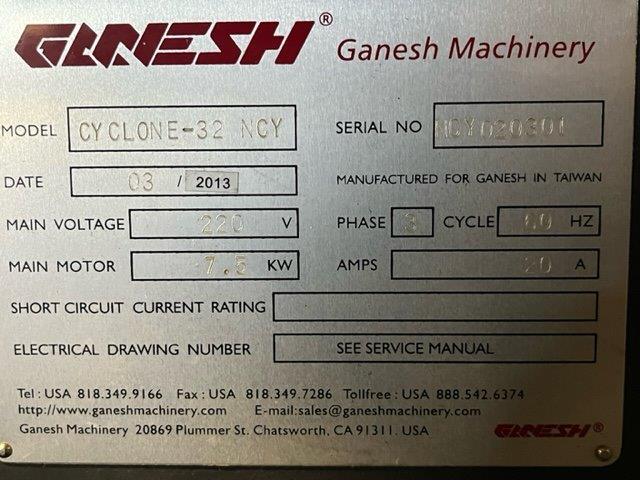 GANESH® Ganesh Machinery
MODEL CYCLONE-32 NCY SERIAL NO NCY020301
DATE 03 / 2013 MANUFACTURED FOR GANESH IN TAIWAN
MAIN VOLTAGE 220 V PHASE 3 CYCLE 60 HZ
MAIN MOTOR 7.5 KW AMPS 20 A
SHORT CIRCUIT CURRENT RATING
ELECTRICAL DRAWING NUMBER SEE SERVICE MANUAL
Tel : USA 818.349.9166 Fax : USA 818.349.7286 Tollfree : USA 888.542.6374
http://www.ganeshmachinery.com E-mail:sales@ganeshmachinery.com
Ganesh Machinery 20869 Plummer St. Chatsworth, CA 91311. USA GANESH®